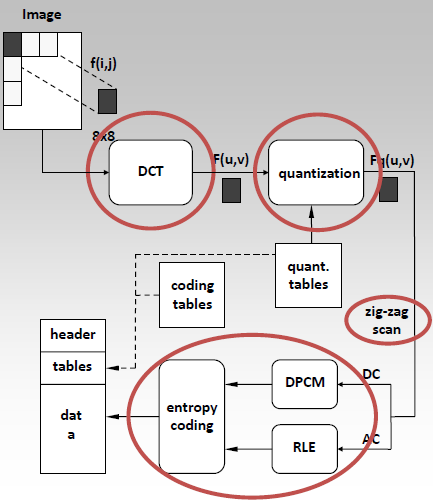 Image
f(i,j)
8x8
DCT
F(u,v)
quantization
Fq(u,v)
quant.
tables
coding
tables
zig-zag
scan
header
tables
dat
a
entropy
coding
DPCM
DC
RLE
AC